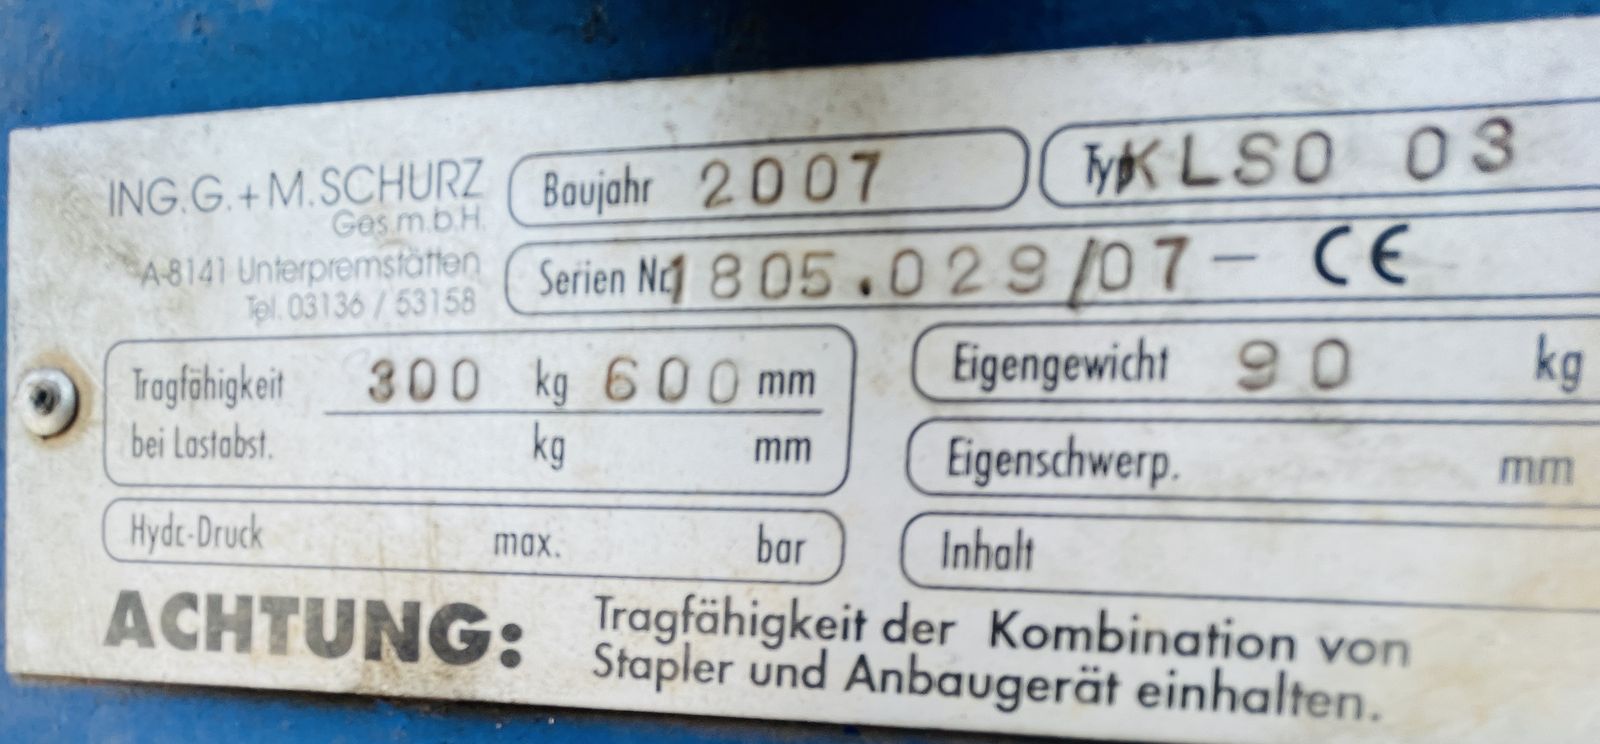 ING.G.+M.SCHURZ
Ges.m.b.H.
A-8141 Unterpremstätten
Tel. 03136 / 53158
Baujahr 2007
Typ KLSO 03
Serien Nr. 1805.029/07 - CE
Tragfähigkeit 300 kg 600 mm
bei Lastabst. kg mm
Eigengewicht 90 kg
Eigenschwerp. mm
Hydr.-Druck max. bar
Inhalt
ACHTUNG: Tragfähigkeit der Kombination von
Stapler und Anbaugerät einhalten.